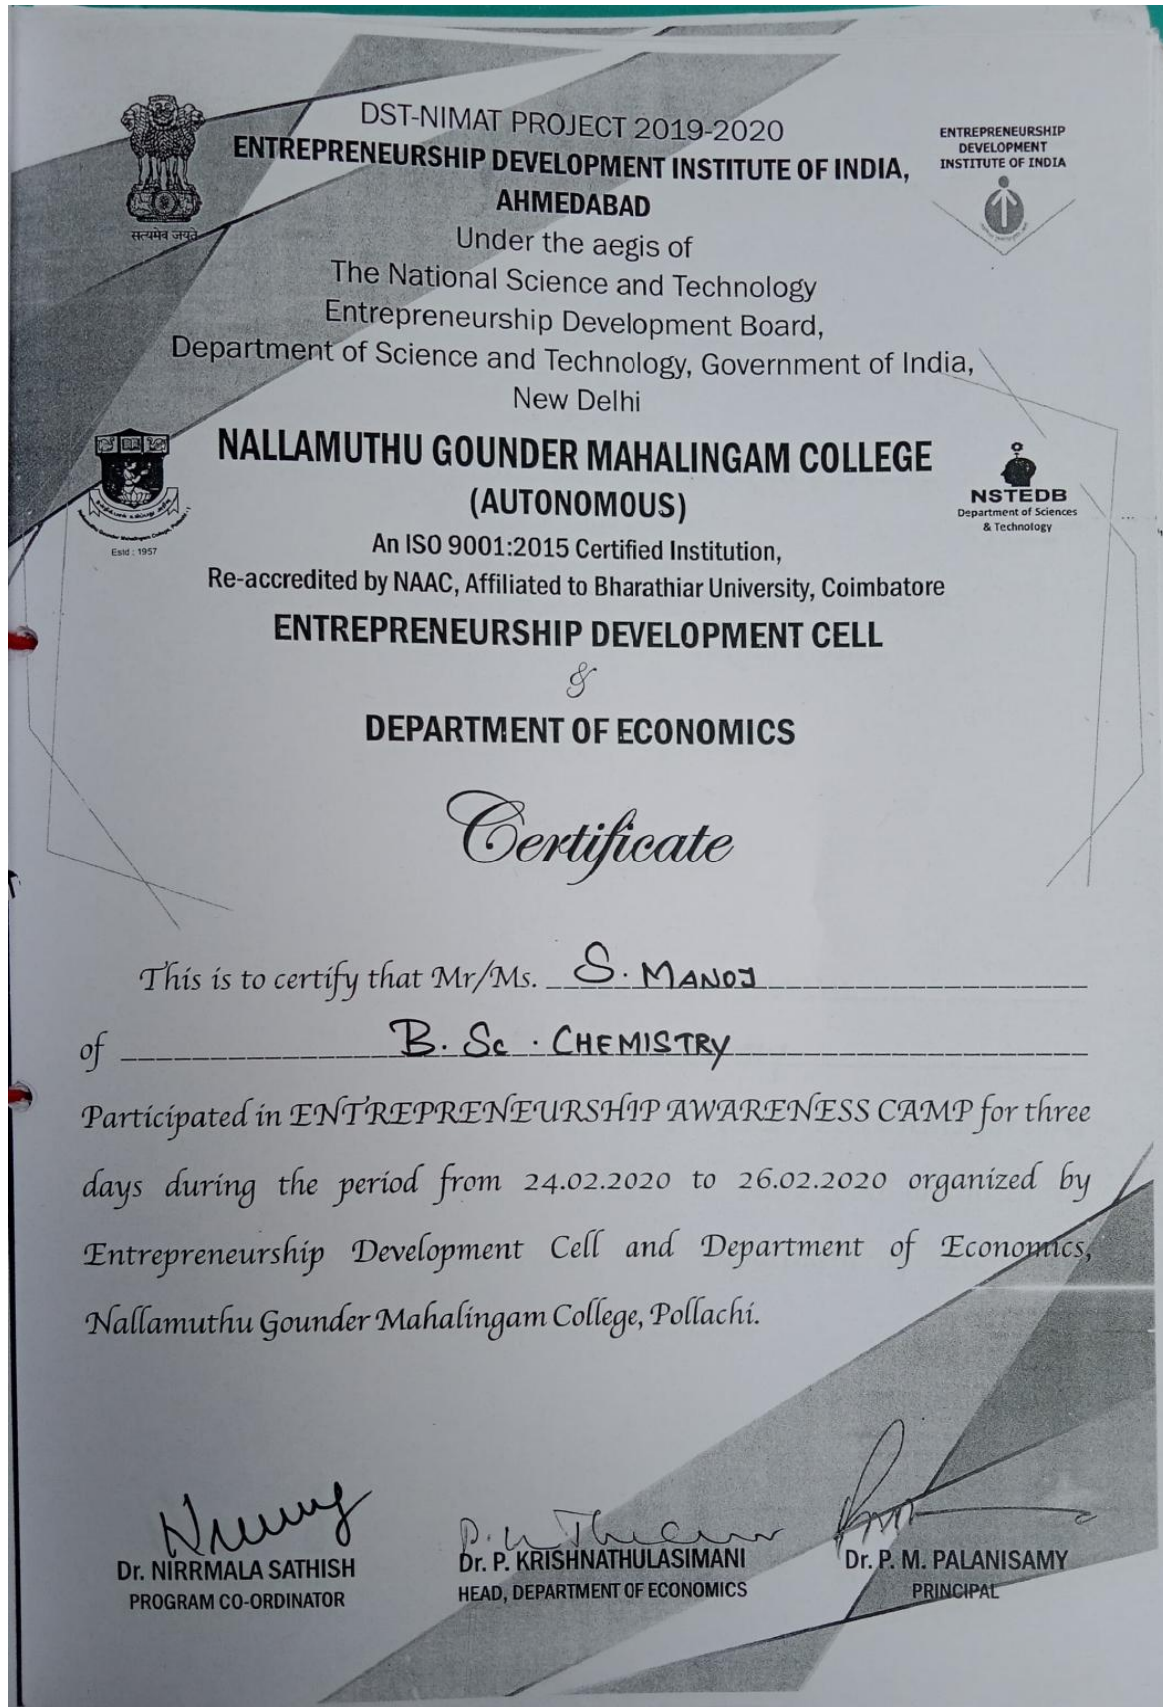 DST-NIMAT PROJECT 2019-2020
ENTREPRENEURSHIP DEVELOPMENT INSTITUTE OF INDIA,
AHMEDABAD
सत्यमेव जयते
ENTREPRENEURSHIP
DEVELOPMENT
INSTITUTE OF INDIA
Under the aegis of
The National Science and Technology
Entrepreneurship Development Board,
Department of Science and Technology, Government of India,
New Delhi
NALLAMUTHU GOUNDER MAHALINGAM COLLEGE
(AUTONOMOUS)
Estd : 1957
NSTEDB
Department of Sciences
& Technology
An ISO 9001:2015 Certified Institution,
Re-accredited by NAAC, Affiliated to Bharathiar University, Coimbatore
ENTREPRENEURSHIP DEVELOPMENT CELL
&
DEPARTMENT OF ECONOMICS
Certificate
This is to certify that Mr/Ms. S. MANOJ
of B. Sc. CHEMISTRY
Participated in ENTREPRENEURSHIP AWARENESS CAMP for three
days during the period from 24.02.2020 to 26.02.2020 organized by
Entrepreneurship Development Cell and Department of Economics,
Nallamuthu Gounder Mahalingam College, Pollachi.
Dr. NIRRMALA SATHISH
PROGRAM CO-ORDINATOR
Dr. P. KRISHNATHULASIMANI
HEAD, DEPARTMENT OF ECONOMICS
Dr. P. M. PALANISAMY
PRINCIPAL